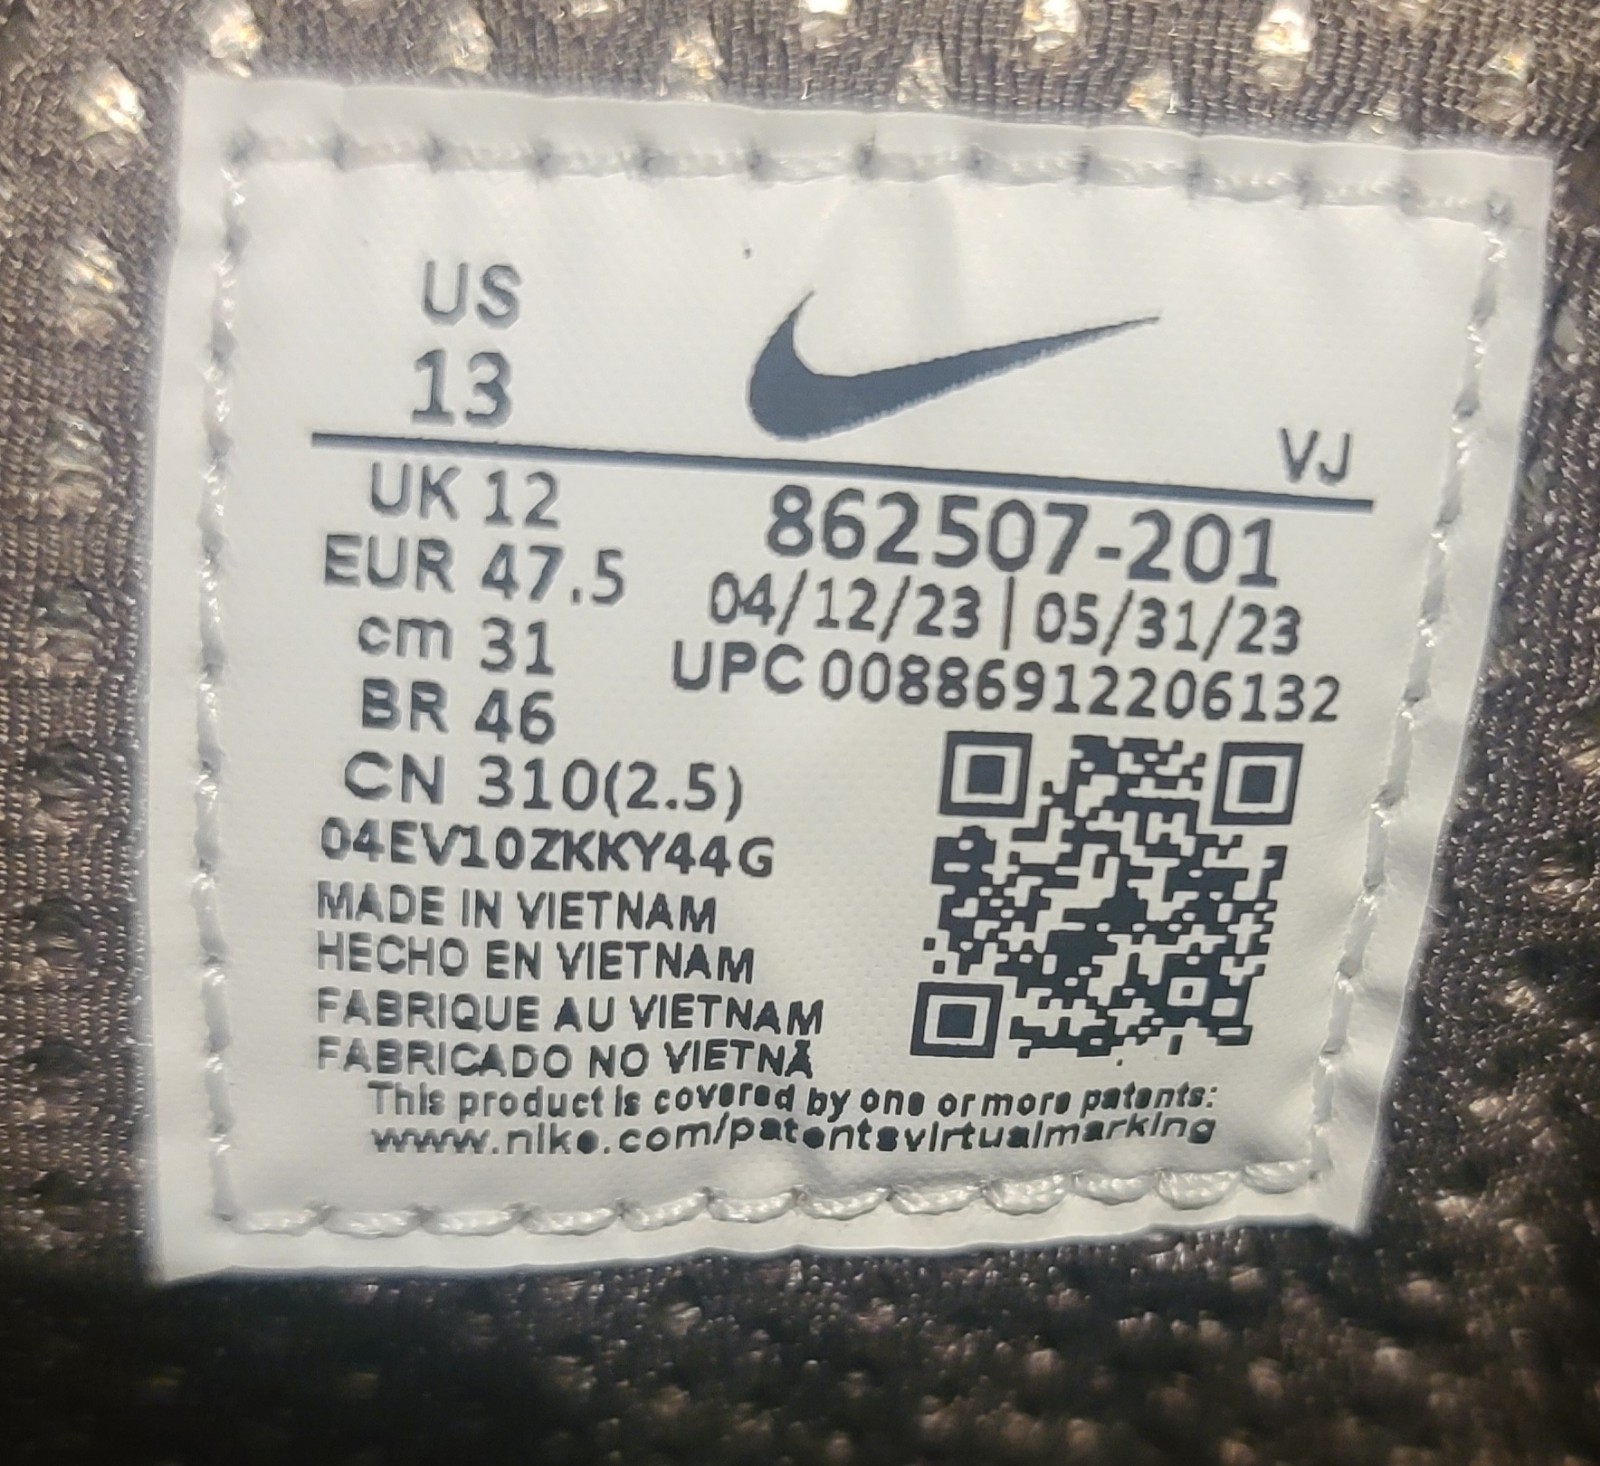 US
13
VJ
UK 12
EUR 47.5
cm 31
BR 46
CN 310(2.5)
862507-201
04/12/23 | 05/31/23
UPC 00886912206132
04EV10ZKKY44G
MADE IN VIETNAM
HECHO EN VIETNAM
FABRIQUE AU VIETNAM
FABRICADO NO VIETNÃ
This product is covered by one or more patents:
www.nike.com/patentsvirtualmarking